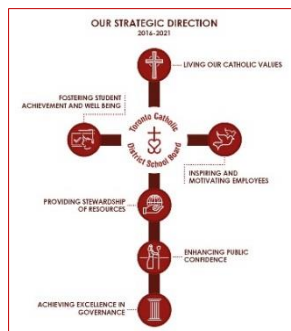 OUR STRATEGIC DIRECTION
2016-2021
LIVING OUR CATHOLIC VALUES
FOSTERING STUDENT
ACHIEVEMENT AND WELL BEING
Toronto Catholic
District School Board
INSPIRING AND
MOTIVATING EMPLOYEES
PROVIDING STEWARDSHIP
OF RESOURCES
ENHANCING PUBLIC
CONFIDENCE
ACHIEVING EXCELLENCE IN
GOVERNANCE